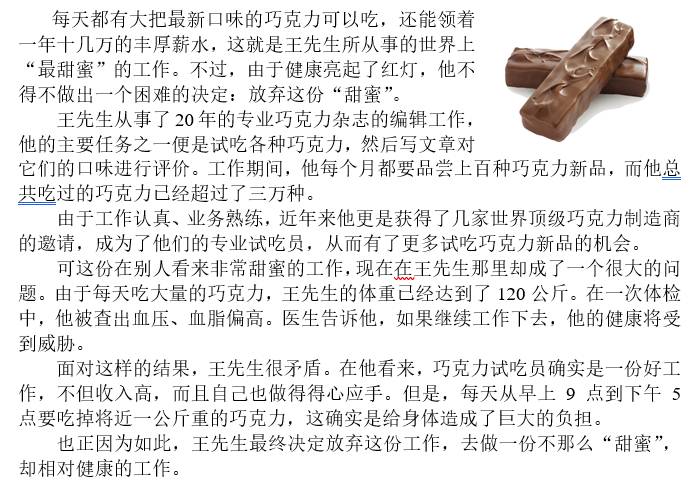 每天都有大把最新口味的巧克力可以吃，还能领着
一年十几万的丰厚薪水，这就是王先生所从事的世界上
“最甜蜜”的工作。不过，由于健康亮起了红灯，他不
得不做出一个困难的决定：放弃这份“甜蜜”。
王先生从事了20年的专业巧克力杂志的编辑工作，
他的主要任务之一便是试吃各种巧克力，然后写文章对
它们的口味进行评价。工作期间，他每个月都要品尝上百种巧克力新品，而他总
共吃过的巧克力已经超过了三万种。
由于工作认真、业务熟练，近年来他更是获得了几家世界顶级巧克力制造商
的邀请，成为了他们的专业试吃员，从而有了更多试吃巧克力新品的机会。
可这份在别人看来非常甜蜜的工作，现在在王先生那里却成了一个很大的问
题。由于每天吃大量的巧克力，王先生的体重已经达到了120公斤。在一次体检
中，他被查出血压、血脂偏高。医生告诉他，如果继续工作下去，他的健康将受
到威胁。
面对这样的结果，王先生很矛盾。在他看来，巧克力试吃员确实是一份好工
作，不但收入高，而且自己也做得得心应手。但是，每天从早上 9 点到下午 5
点要吃掉将近一公斤重的巧克力，这确实是给身体造成了巨大的负担。
也正因为如此，王先生最终决定放弃这份工作，去做一份不那么“甜蜜”，
却相对健康的工作。